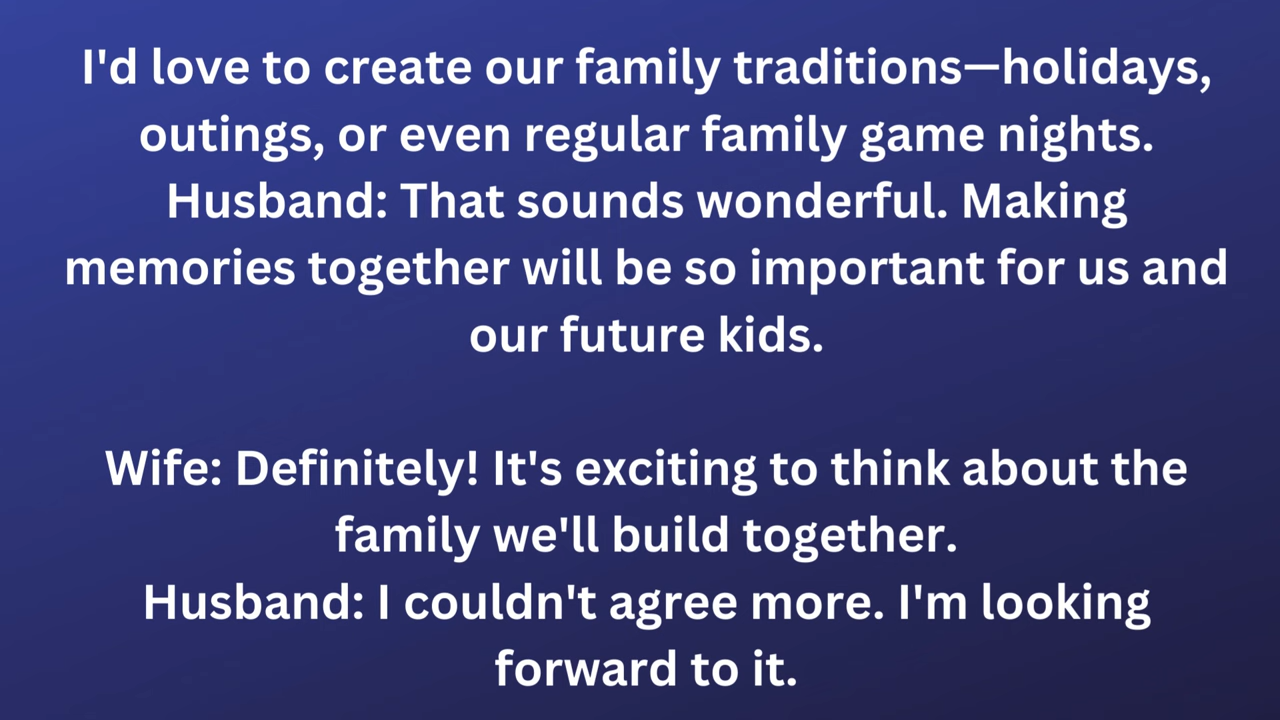 I'd love to create our family traditions—holidays,
outings, or even regular family game nights.
Husband: That sounds wonderful. Making
memories together will be so important for us and
our future kids.
Wife: Definitely! It's exciting to think about the
family we'll build together.
Husband: I couldn't agree more. I'm looking
forward to it.